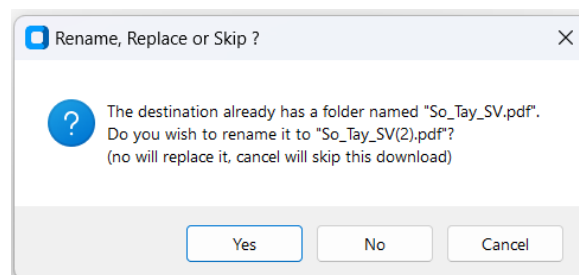 Rename, Replace or Skip ?
The destination already has a folder named "So_Tay_SV.pdf".
Do you wish to rename it to "So_Tay_SV(2).pdf"?
(no will replace it, cancel will skip this download)
Yes No Cancel